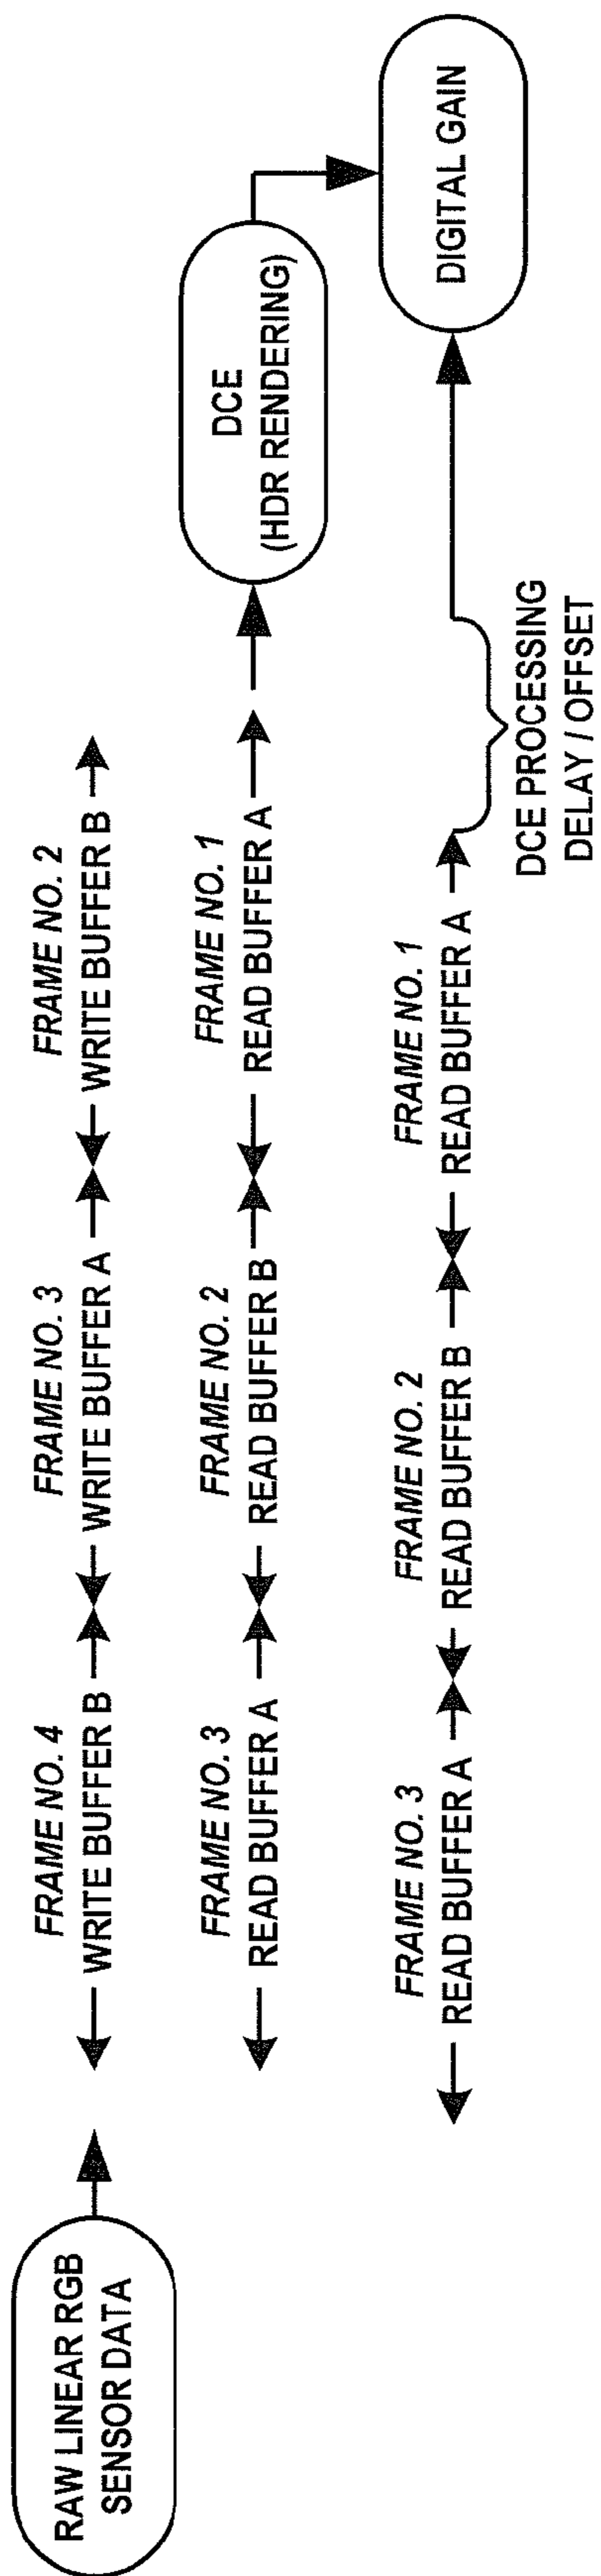 RAW LINEAR RGB
SENSOR DATA
FRAME NO. 4
WRITE BUFFER B
FRAME NO. 3
WRITE BUFFER A
FRAME NO. 2
WRITE BUFFER B
FRAME NO. 3
READ BUFFER A
FRAME NO. 2
READ BUFFER B
FRAME NO. 1
READ BUFFER A
DCE
(HDR RENDERING)
FRAME NO. 3
READ BUFFER A
FRAME NO. 2
READ BUFFER B
FRAME NO. 1
READ BUFFER A
DCE PROCESSING
DELAY / OFFSET
DIGITAL GAIN